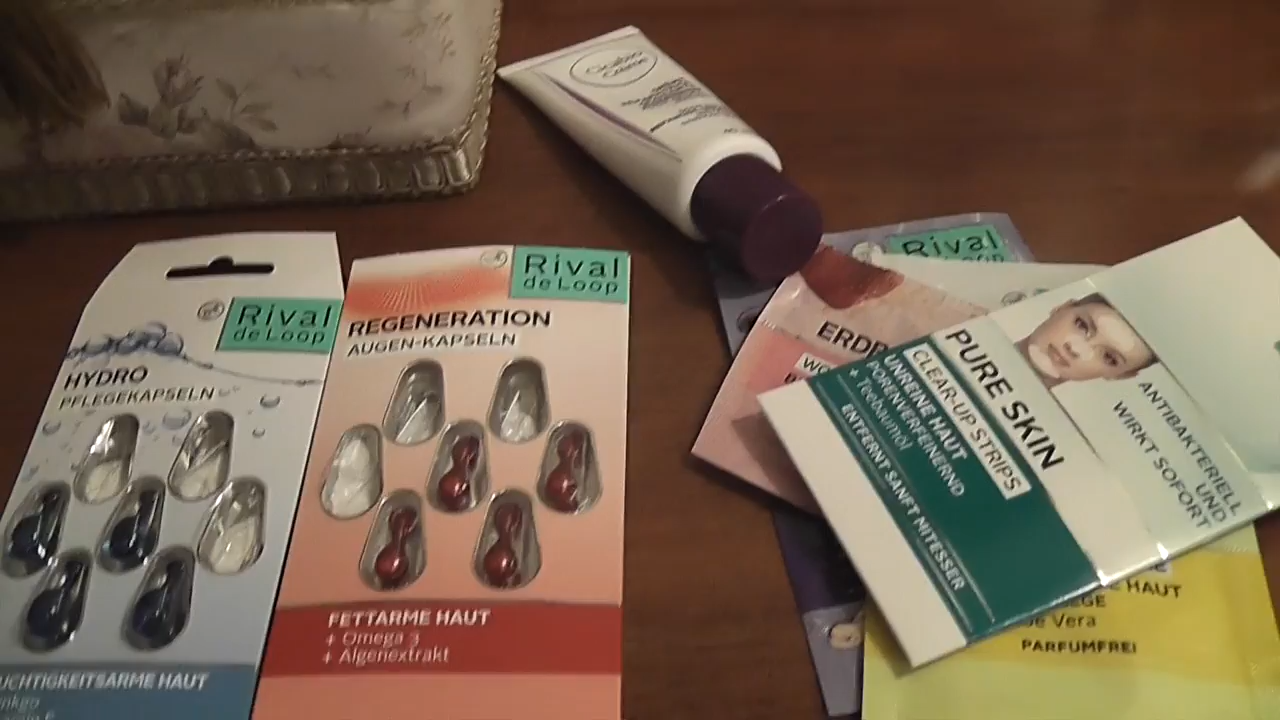 Rival
de Loop
HYDRO
PFLEGEKAPSELN
UCHTIGKEITSARME HAUT
Rival
de Loop
REGENERATION
AUGEN-KAPSELN
FETTARME HAUT
+ Omega 3
+ Algenextrakt
Rival
ERDB
PURE SKIN
CLEAR-UP STRIPS
UNREINE HAUT
PORENVERFEINERND
+ Teebaumöl
ENTFERNT SANFT MITESSER
ANTIBAKTERIELL
UND
WIRKT SOFORT
HAUT
EGE
Vera
PARFUMFREI